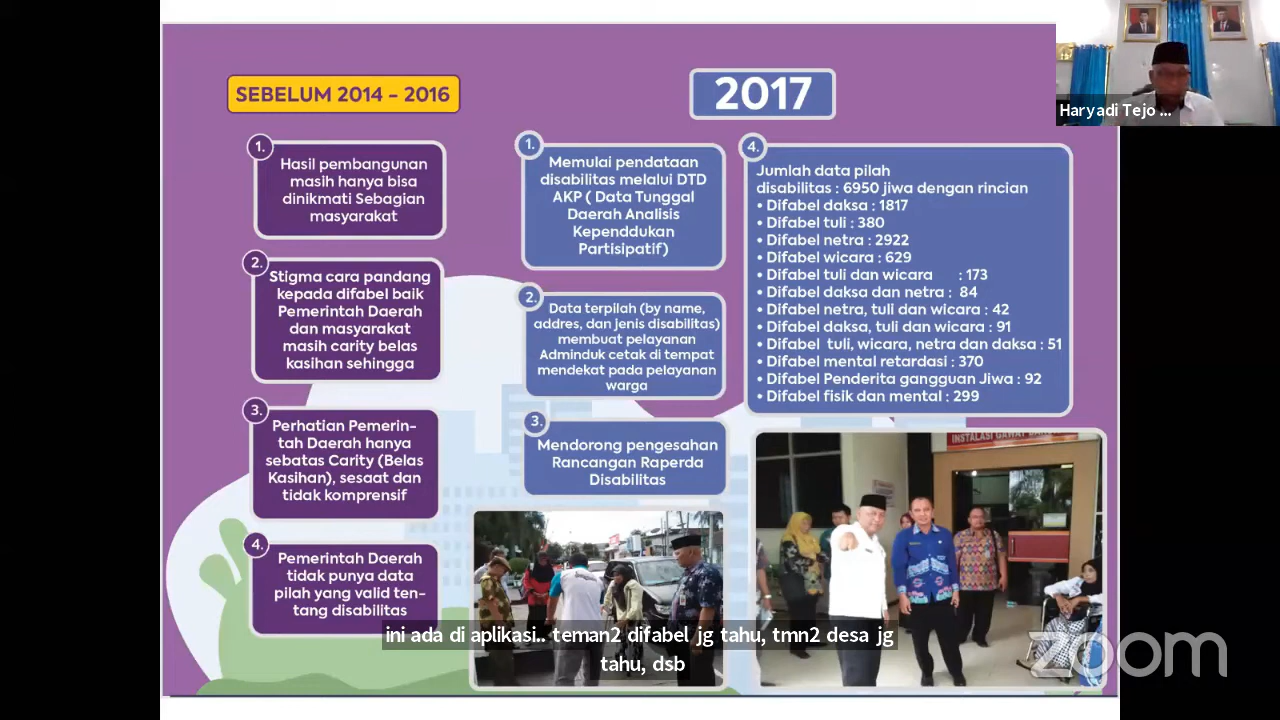 SEBELUM 2014 - 2016
1.
Hasil pembangunan
masih hanya bisa
dinikmati Sebagian
masyarakat
2.
Stigma cara pandang
kepada difabel baik
Pemerintah Daerah
dan masyarakat
masih carity belas
kasihan sehingga
3.
Perhatian Pemerin-
tah Daerah hanya
sebatas Carity (Belas
Kasihan), sesaat dan
tidak komprensif
4.
Pemerintah Daerah
tidak punya data
pilah yang valid ten-
tang disabilitas
2017
1.
Memulai pendataan
disabilitas melalui DTD
AKP ( Data Tunggal
Daerah Analisis
Kependdukan
Partisipatif)
2.
Data terpilah (by name,
addres, dan jenis disabilitas)
membuat pelayanan
Adminduk cetak di tempat
mendekat pada pelayanan
warga
3.
Mendorong pengesahan
Rancangan Raperda
Disabilitas
4.
Jumlah data pilah
disabilitas : 6950 jiwa dengan rincian
• Difabel daksa : 1817
• Difabel tuli : 380
• Difabel netra : 2922
• Difabel wicara : 629
• Difabel tuli dan wicara : 173
• Difabel daksa dan netra : 84
• Difabel netra, tuli dan wicara : 42
• Difabel daksa, tuli dan wicara : 91
• Difabel tuli, wicara, netra dan daksa : 51
• Difabel mental retardasi : 370
• Difabel Penderita gangguan Jiwa : 92
• Difabel fisik dan mental : 299
Haryadi Tejo ...
INSTALASI GAWAT
ini ada di aplikasi.. teman2 difabel jg tahu, tmn2 desa jg
tahu, dsb
zoom